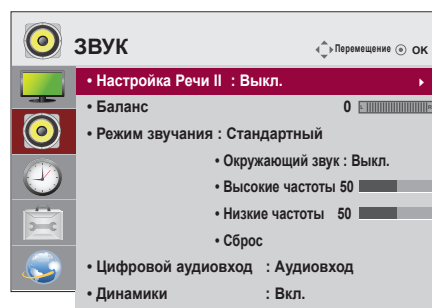 ЗВУК
Перемещение OK
• Настройка Речи II : Выкл.
• Баланс 0 L R
• Режим звучания : Стандартный
• Окружающий звук : Выкл.
• Высокие частоты 50
• Низкие частоты 50
• Сброс
• Цифровой аудиовход : Аудиовход
• Динамики : Вкл.